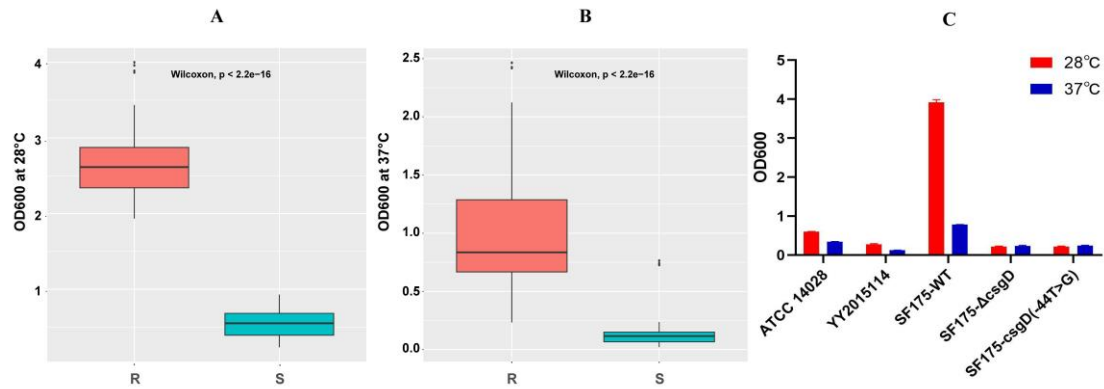 A
OD600 at 28°C
4
3
2
1
Wilcoxon, p < 2.2e−16
R
S
B
OD600 at 37°C
2.5
2.0
1.5
1.0
0.5
0.0
Wilcoxon, p < 2.2e−16
R
S
C
OD600
5
4
3
2
1
0
28℃
37℃
ATCC 14028
YY2015114
SF175-WT
SF175-ΔcsgD
SF175-csgD(-44T>G)